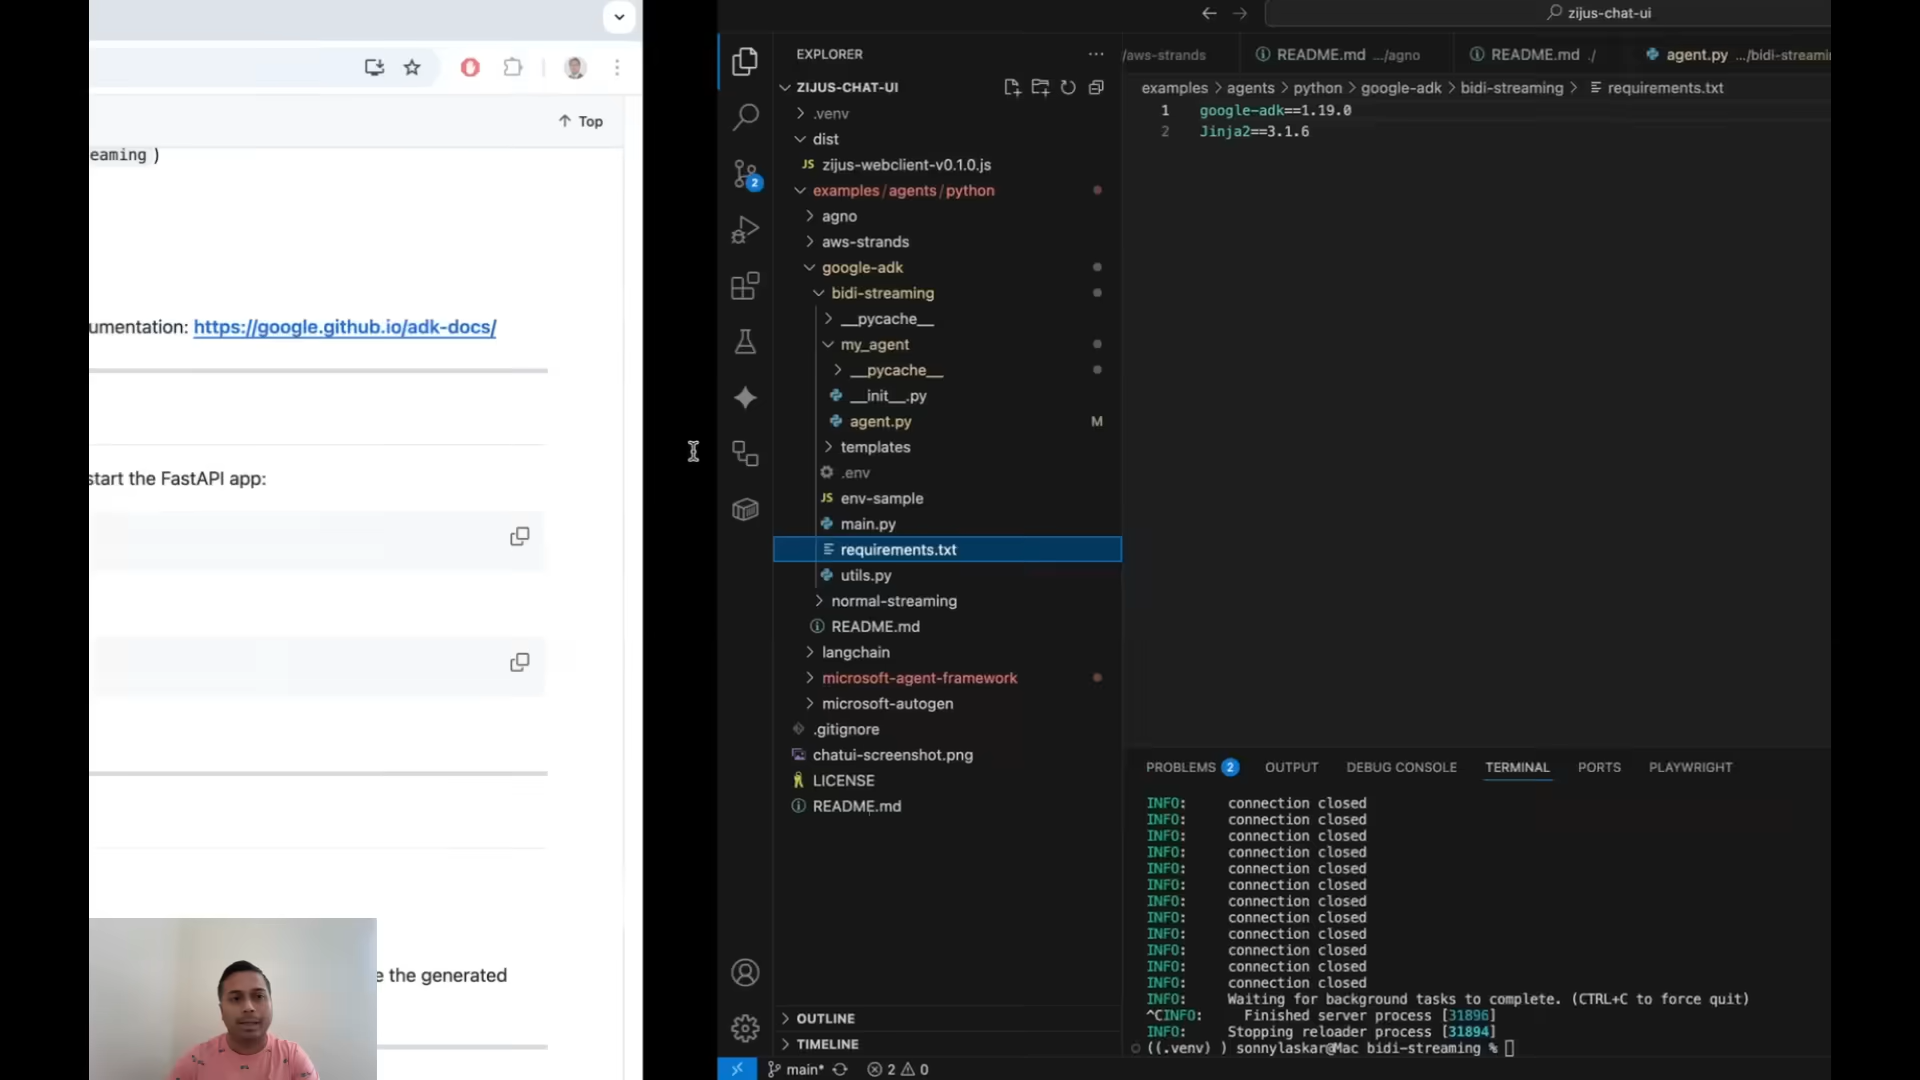 Top
eaming )
umentation: https://google.github.io/adk-docs/
start the FastAPI app:
e the generated
zijus-chat-ui
EXPLORER
ZIJUS-CHAT-UI
.venv
dist
JS zijus-webclient-v0.1.0.js
examples / agents / python
agno
aws-strands
google-adk
bidi-streaming
__pycache__
my_agent
__pycache__
__init__.py
agent.py M
templates
.env
JS env-sample
main.py
requirements.txt
utils.py
normal-streaming
README.md
langchain
microsoft-agent-framework
microsoft-autogen
.gitignore
chatui-screenshot.png
LICENSE
README.md
OUTLINE
TIMELINE
2
/aws-strands README.md .../agno README.md ./ agent.py .../bidi-streami
examples > agents > python > google-adk > bidi-streaming > requirements.txt
1 google-adk==1.19.0
2 Jinja2==3.1.6
PROBLEMS 2 OUTPUT DEBUG CONSOLE TERMINAL PORTS PLAYWRIGHT
INFO: connection closed
INFO: connection closed
INFO: connection closed
INFO: connection closed
INFO: connection closed
INFO: connection closed
INFO: connection closed
INFO: connection closed
INFO: connection closed
INFO: connection closed
INFO: connection closed
INFO: connection closed
INFO: Waiting for background tasks to complete. (CTRL+C to force quit)
^CINFO: Finished server process [31896]
INFO: Stopping reloader process [31894]
((.venv) ) sonnylaskar@Mac bidi-streaming %
main* 2 0